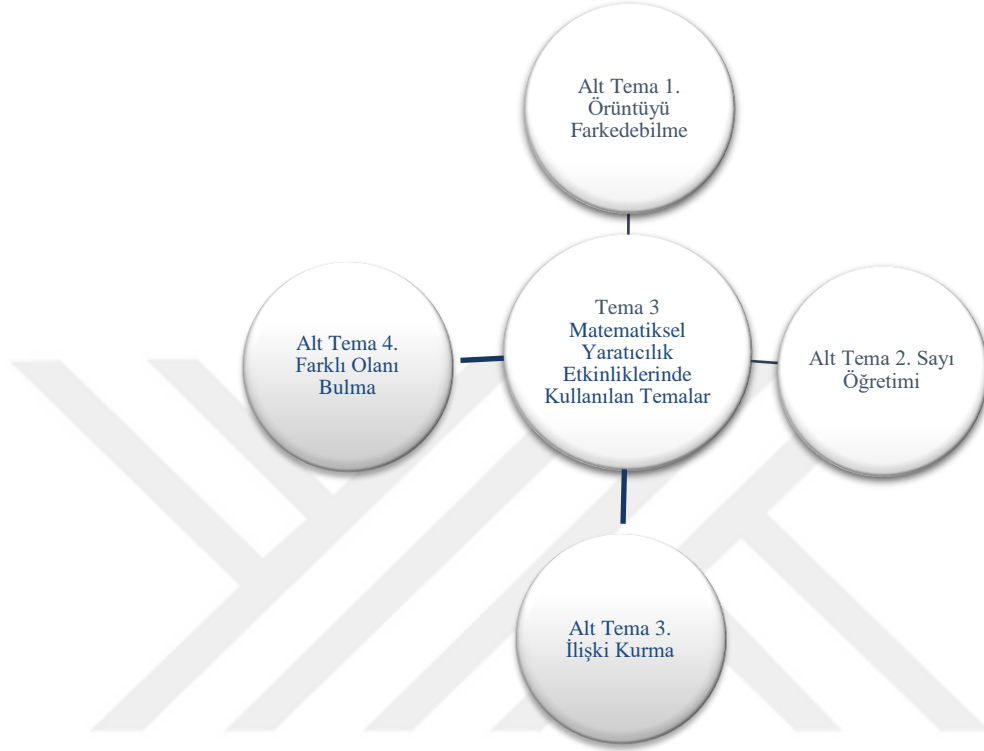 Alt Tema 1.
Örüntüyü
Farkedebilme
Tema 3
Matematiksel
Yaratıcılık
Etkinliklerinde
Kullanılan Temalar
Alt Tema 2. Sayı
Öğretimi
Alt Tema 3.
İlişki Kurma
Alt Tema 4.
Farklı Olanı
Bulma